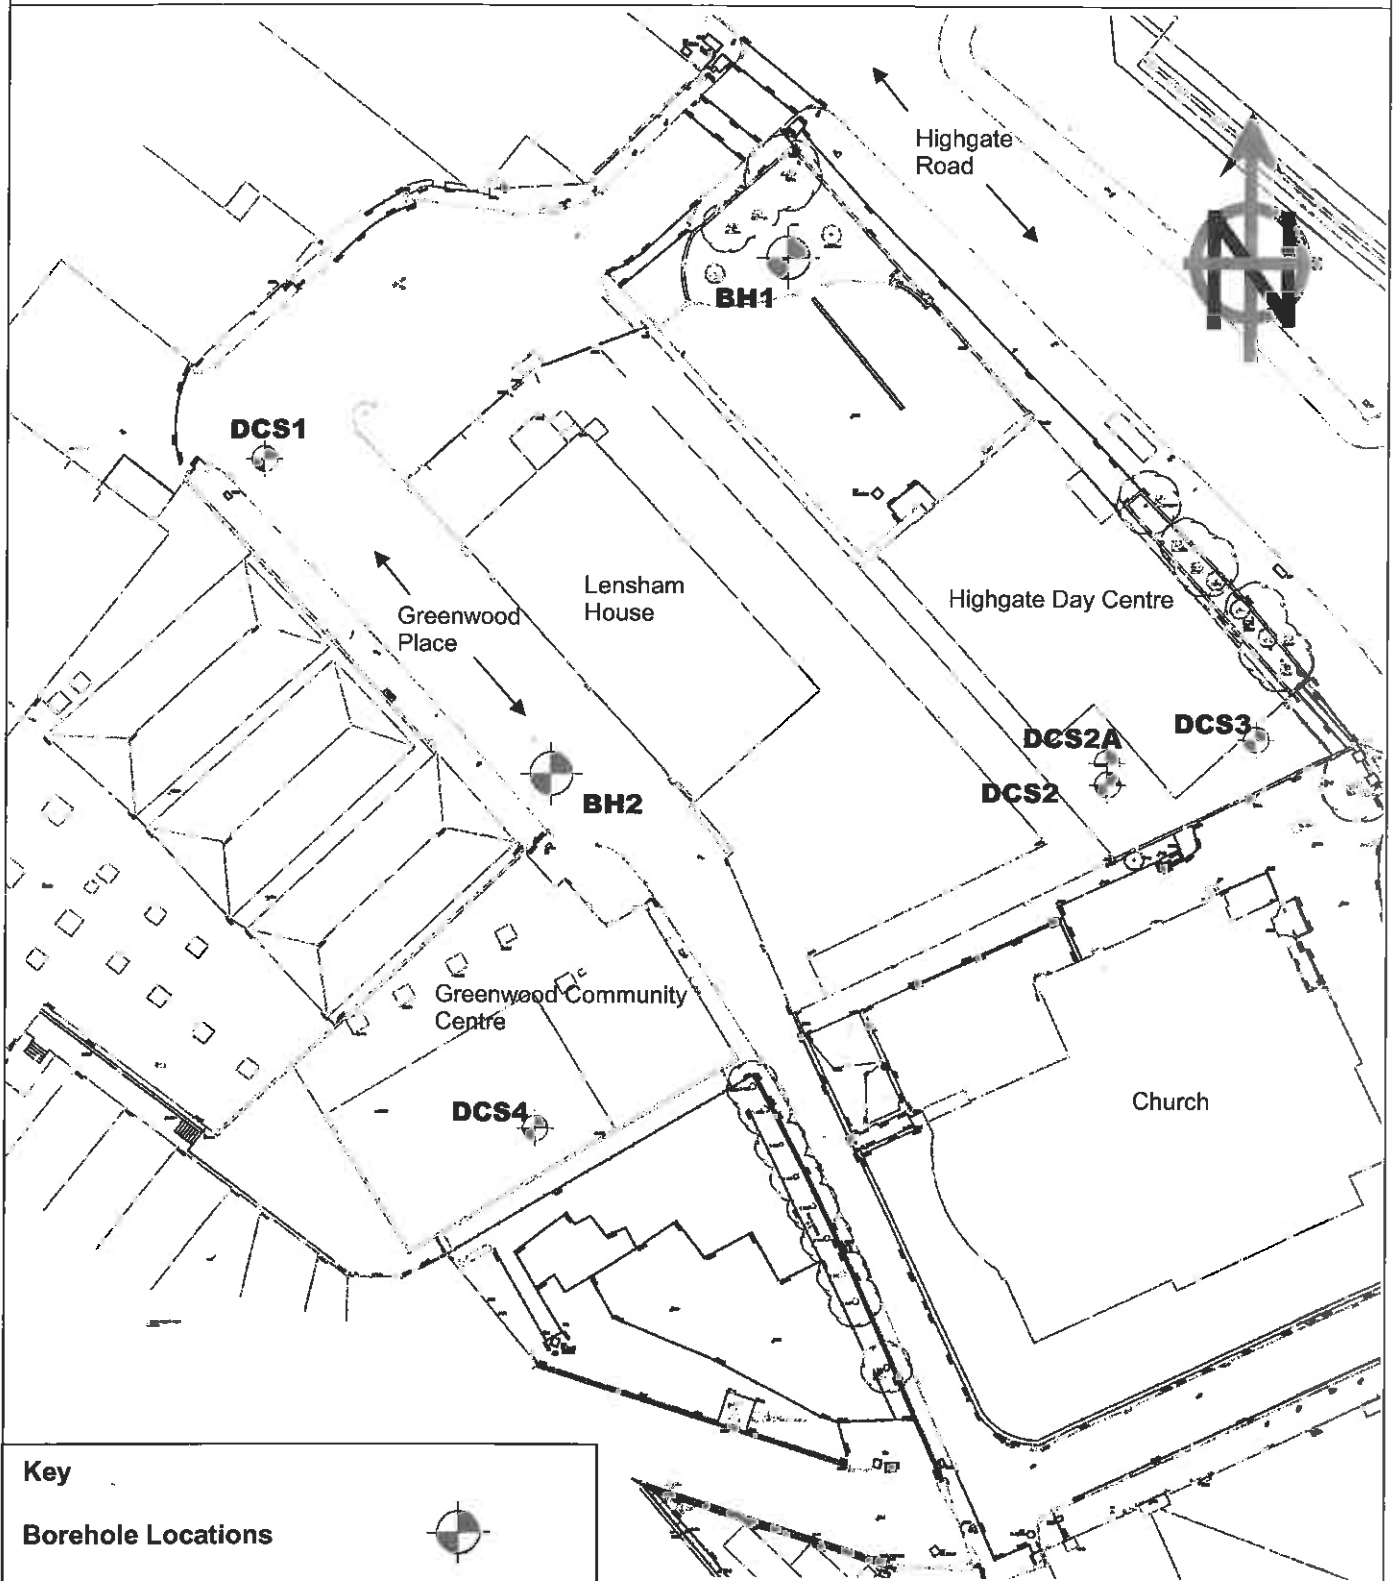 Highgate
Road
N
BH1
DCS1
Lensham
House
Highgate Day Centre
Greenwood
Place
DCS2A
DCS3
DCS2
BH2
Greenwood Community
Centre
DCS4
Church
Key
Borehole Locations